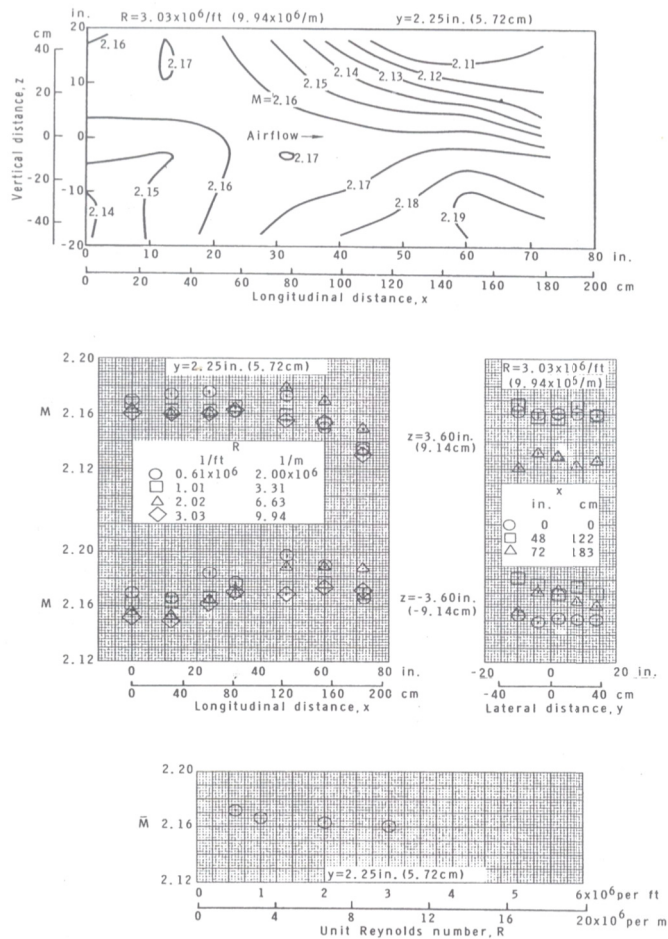 in. R=3.03x10⁶/ft (9.94x10⁶/m) y=2.25in. (5.72cm)
cm 20
40
20 10
0 0
-20
-10
-40
-20
Vertical distance, z
2.16
2.17
2.15
2.14
2.13
2.12
2.11
M=2.16
Airflow
2.17
2.15
2.14
2.16
2.17
2.18
2.19
0 10 20 30 40 50 60 70 80 in.
0 20 40 60 80 100 120 140 160 180 200 cm
Longitudinal distance, x
2.20
M 2.16
2.12
y=2.25in. (5.72cm)
R
1/ft 1/m
0.61x10⁶ 2.00x10⁶
1.01 3.31
2.02 6.63
3.03 9.94
2.20
M 2.16
2.12
0 20 40 60 80 in.
0 40 80 120 160 200 cm
Longitudinal distance, x
R=3.03x10⁶/ft
(9.94x10⁶/m)
z=3.60in.
(9.14cm)
x
in. cm
0 0
48 122
72 183
z=-3.60in.
(-9.14cm)
-20 0 20 in.
-40 0 40 cm
Lateral distance, y
2.20
M̄ 2.16
2.12
y=2.25in. (5.72cm)
0 1 2 3 4 5 6x10⁶ per ft
0 4 8 12 16 20x10⁶ per m
Unit Reynolds number, R